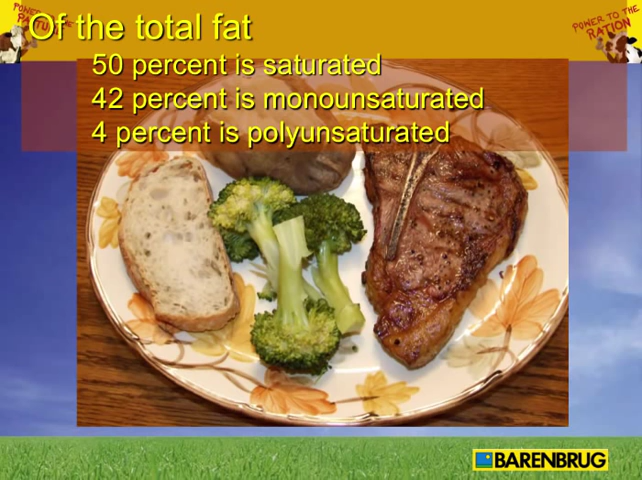 Of the total fat
50 percent is saturated
42 percent is monounsaturated
4 percent is polyunsaturated
POWER TO THE
RATION
BARENBRUG